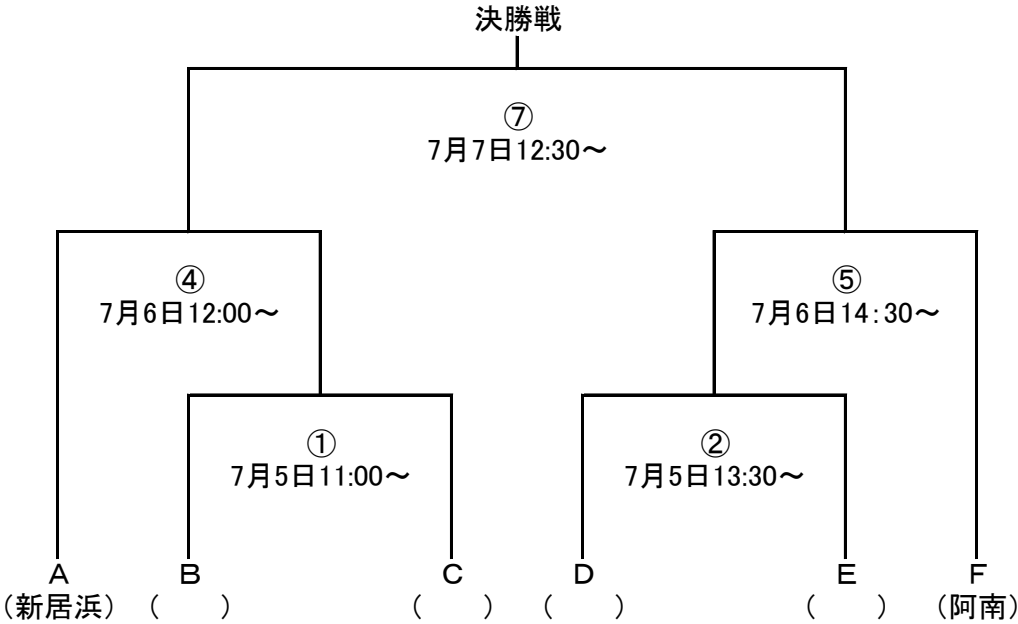 決勝戦
⑦
7月7日12:30～
④
7月6日12:00～
⑤
7月6日14:30～
①
7月5日11:00～
②
7月5日13:30～
A B C D E F
（新居浜） （　　） （　　） （　　） （　　） （阿南）